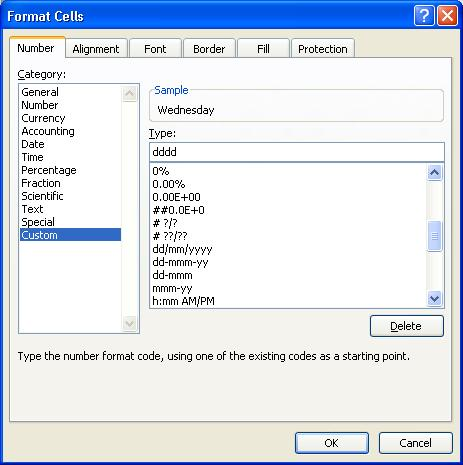 Format Cells
Number Alignment Font Border Fill Protection
Category:
General
Number
Currency
Accounting
Date
Time
Percentage
Fraction
Scientific
Text
Special
Custom
Sample
Wednesday
Type:
dddd
0%
0.00%
0.00E+00
##0.0E+0
# ?/?
# ??/??
dd/mm/yyyy
dd-mmm-yy
dd-mmm
mmm-yy
h:mm AM/PM
Delete
Type the number format code, using one of the existing codes as a starting point.
OK Cancel